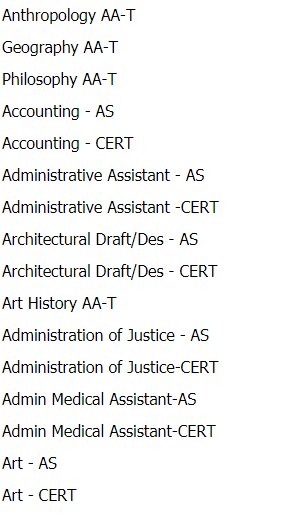 Anthropology AA-T
Geography AA-T
Philosophy AA-T
Accounting - AS
Accounting - CERT
Administrative Assistant - AS
Administrative Assistant -CERT
Architectural Draft/Des - AS
Architectural Draft/Des - CERT
Art History AA-T
Administration of Justice - AS
Administration of Justice-CERT
Admin Medical Assistant-AS
Admin Medical Assistant-CERT
Art - AS
Art - CERT